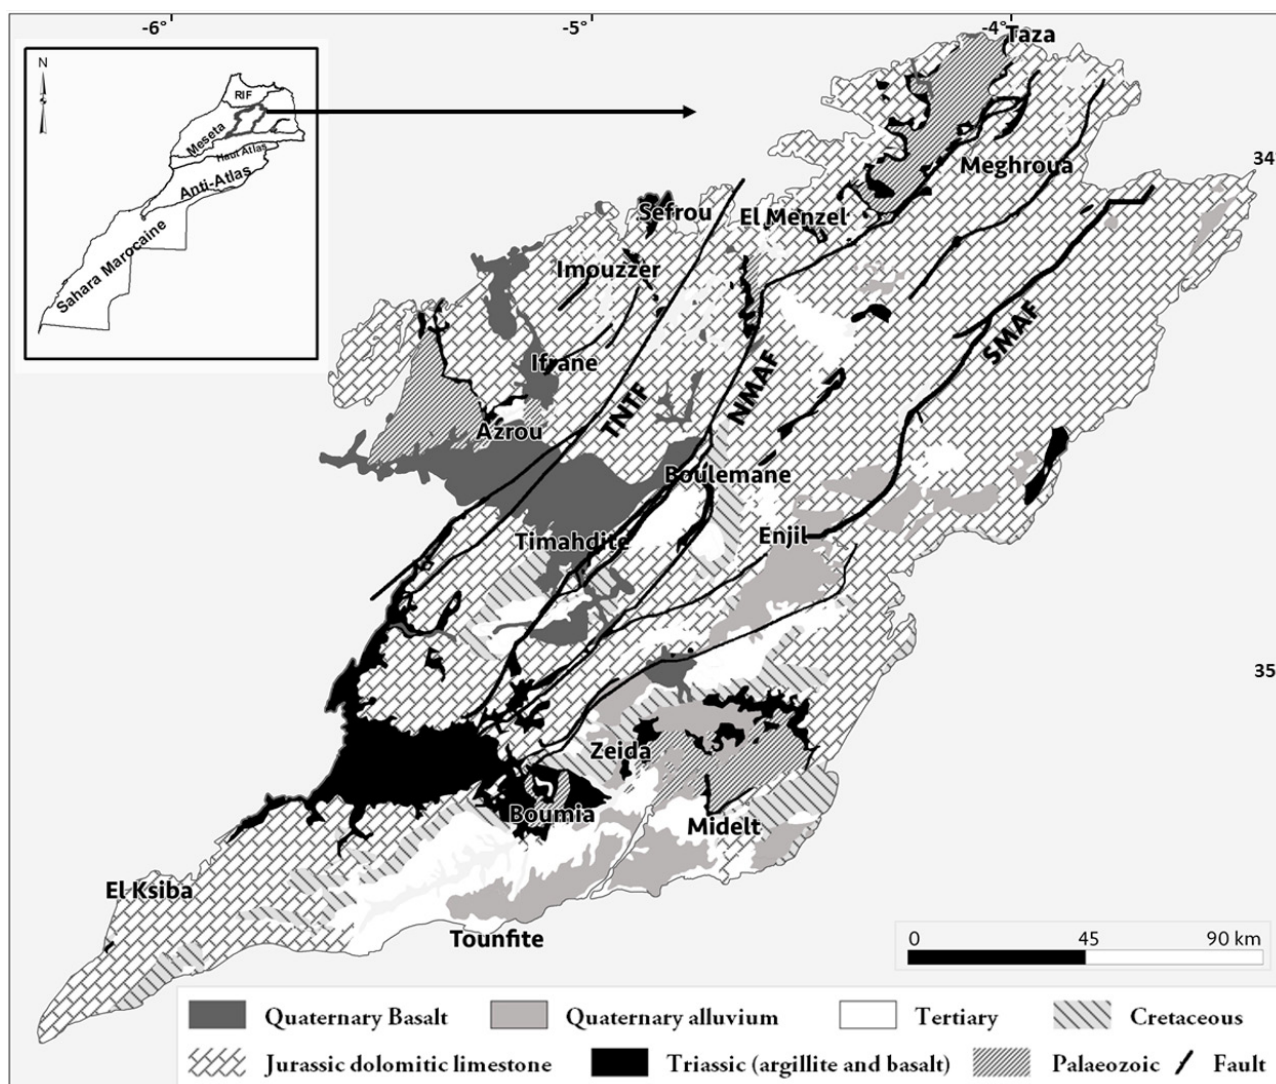 -6°
-5°
-4°
Taza
N
RIF
Meseta
Haut Atlas
Anti-Atlas
Sahara Marocaine
34°
Meghroua
Sefrou
El Menzel
Imouzzer
SMAF
Ifrane
NMAF
TNTF
Azrou
Boulemane
Enjil
Timahdite
35
Zeida
Boumia
Midelt
El Ksiba
Tounfite
0 45 90 km
Quaternary Basalt Quaternary alluvium Tertiary Cretaceous
Jurassic dolomitic limestone Triassic (argillite and basalt) Palaeozoic Fault